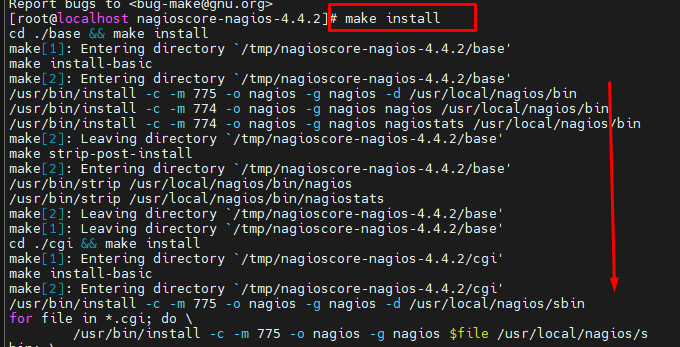 Report bugs to <bug-make@gnu.org>
[root@localhost nagioscore-nagios-4.4.2]# make install
cd ./base && make install
make[1]: Entering directory `/tmp/nagioscore-nagios-4.4.2/base'
make install-basic
make[2]: Entering directory `/tmp/nagioscore-nagios-4.4.2/base'
/usr/bin/install -c -m 775 -o nagios -g nagios -d /usr/local/nagios/bin
/usr/bin/install -c -m 774 -o nagios -g nagios nagios /usr/local/nagios/bin
/usr/bin/install -c -m 774 -o nagios -g nagios nagiostats /usr/local/nagios/bin
make[2]: Leaving directory `/tmp/nagioscore-nagios-4.4.2/base'
make strip-post-install
make[2]: Entering directory `/tmp/nagioscore-nagios-4.4.2/base'
/usr/bin/strip /usr/local/nagios/bin/nagios
/usr/bin/strip /usr/local/nagios/bin/nagiostats
make[2]: Leaving directory `/tmp/nagioscore-nagios-4.4.2/base'
make[1]: Leaving directory `/tmp/nagioscore-nagios-4.4.2/base'
cd ./cgi && make install
make[1]: Entering directory `/tmp/nagioscore-nagios-4.4.2/cgi'
make install-basic
make[2]: Entering directory `/tmp/nagioscore-nagios-4.4.2/cgi'
/usr/bin/install -c -m 775 -o nagios -g nagios -d /usr/local/nagios/sbin
for file in *.cgi; do \
/usr/bin/install -c -m 775 -o nagios -g nagios $file /usr/local/nagios/s
bin; \